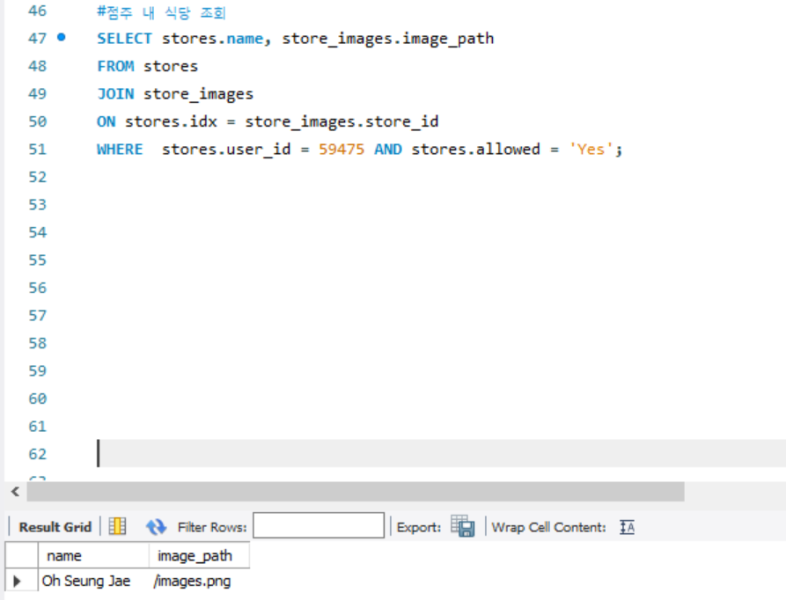 46 #점주 내 식당 조회
47 SELECT stores.name, store_images.image_path
48 FROM stores
49 JOIN store_images
50 ON stores.idx = store_images.store_id
51 WHERE  stores.user_id = 59475 AND stores.allowed = 'Yes';
52
53
54
55
56
57
58
59
60
61
62
63
Result Grid Filter Rows: Export: Wrap Cell Content: IA
name image_path
Oh Seung Jae /images.png